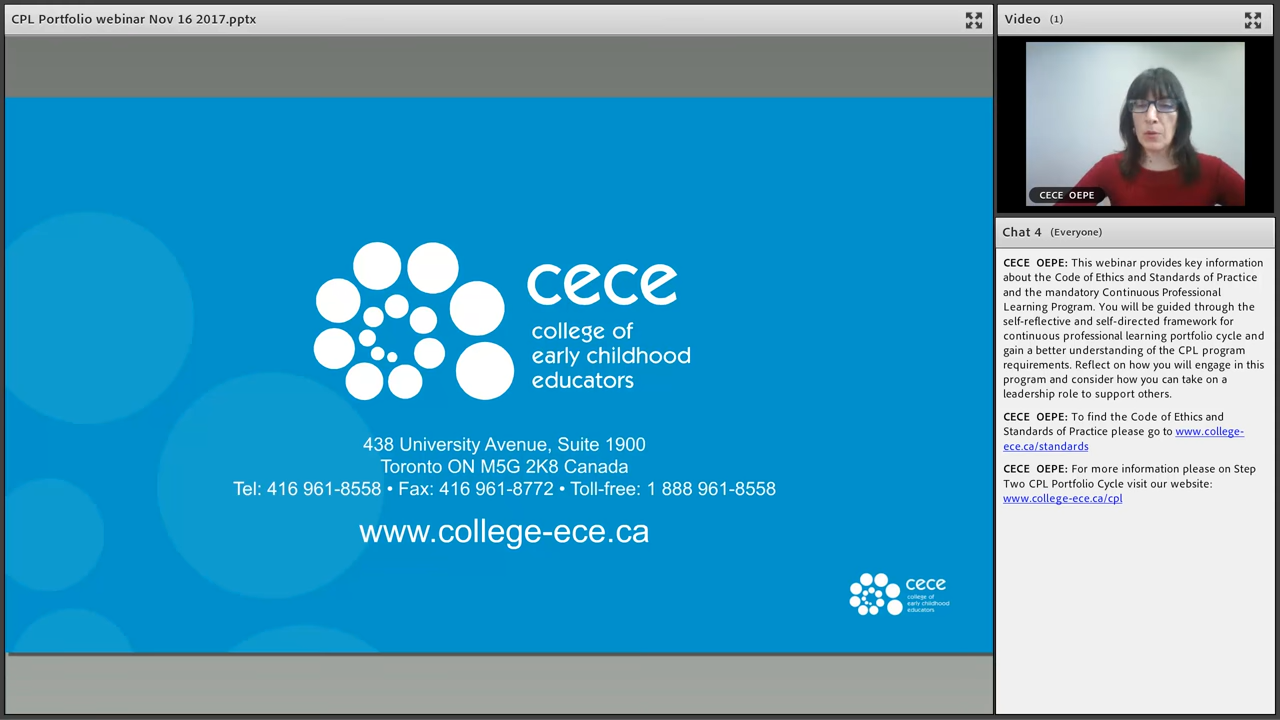 CPL Portfolio webinar Nov 16 2017.pptx
cece
college of
early childhood
educators
438 University Avenue, Suite 1900
Toronto ON M5G 2K8 Canada
Tel: 416 961-8558 • Fax: 416 961-8772 • Toll-free: 1 888 961-8558
www.college-ece.ca
cece
college of
early childhood
educators
Video (1)
CECE OEPE
Chat 4 (Everyone)
CECE OEPE: This webinar provides key information
about the Code of Ethics and Standards of Practice
and the mandatory Continuous Professional
Learning Program. You will be guided through the
self-reflective and self-directed framework for
continuous professional learning portfolio cycle and
gain a better understanding of the CPL program
requirements. Reflect on how you will engage in this
program and consider how you can take on a
leadership role to support others.
CECE OEPE: To find the Code of Ethics and
Standards of Practice please go to www.college-
ece.ca/standards
CECE OEPE: For more information please on Step
Two CPL Portfolio Cycle visit our website:
www.college-ece.ca/cpl